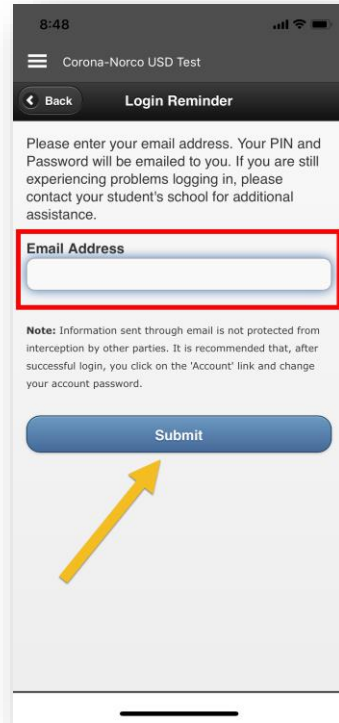 8:48
Corona-Norco USD Test
Back
Login Reminder
Please enter your email address. Your PIN and
Password will be emailed to you. If you are still
experiencing problems logging in, please
contact your student's school for additional
assistance.
Email Address
Note: Information sent through email is not protected from
interception by other parties. It is recommended that, after
successful login, you click on the 'Account' link and change
your account password.
Submit